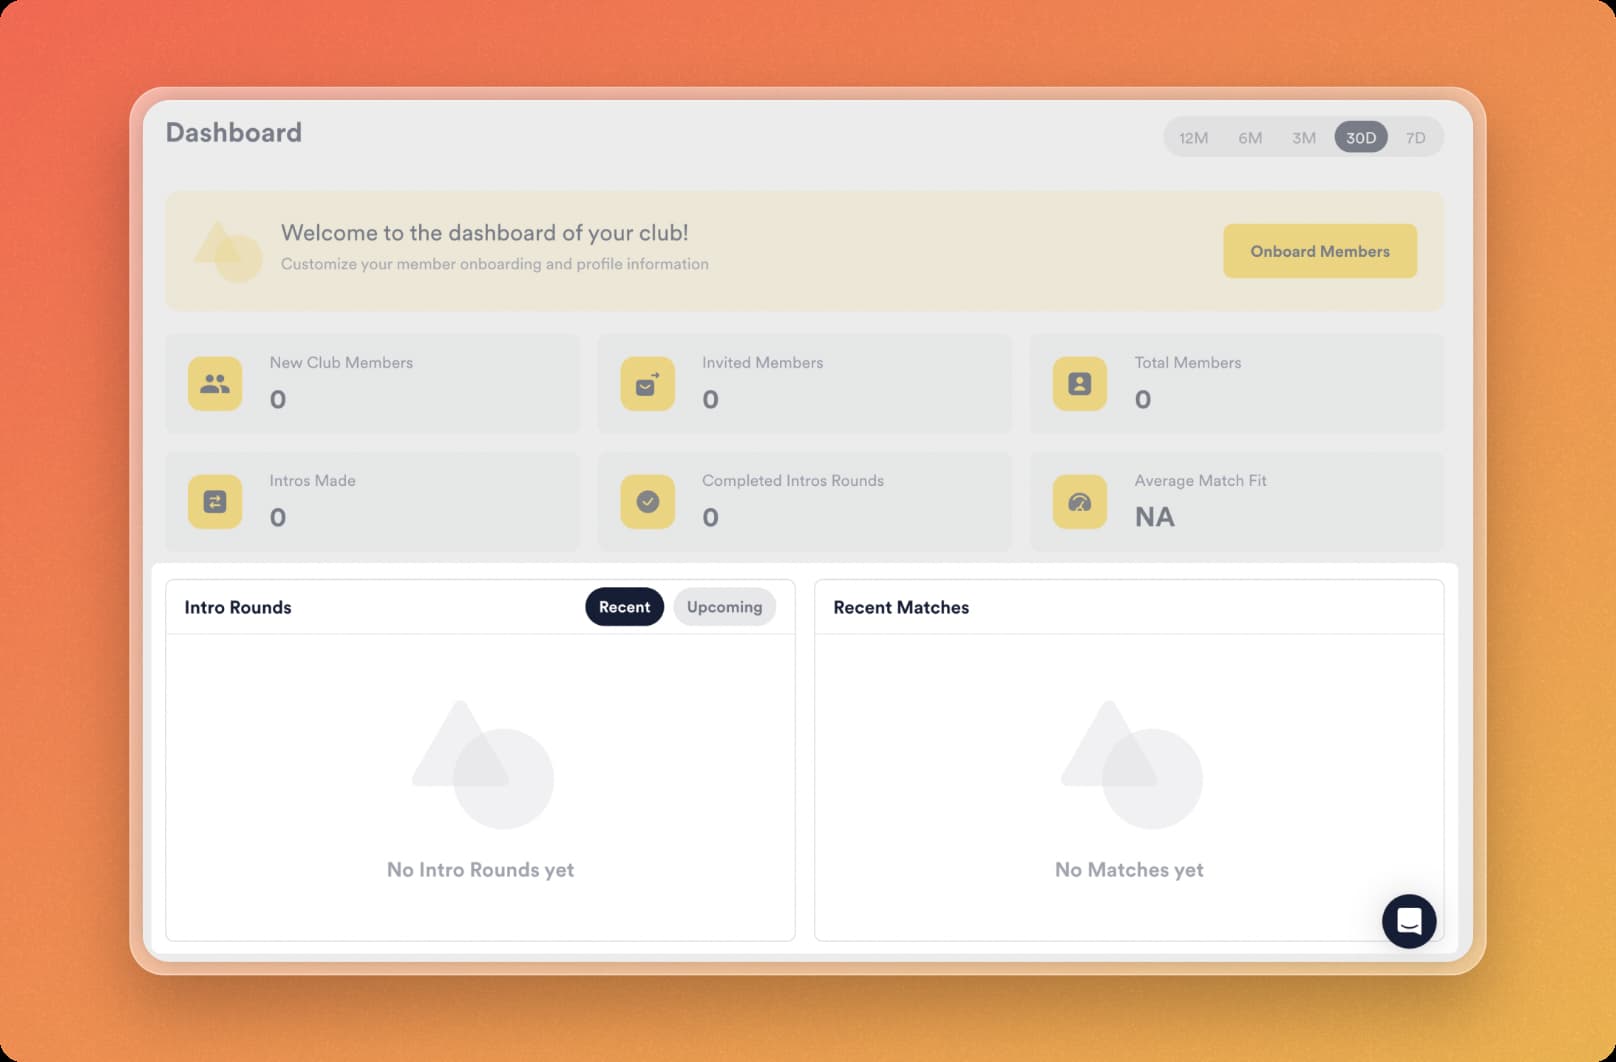 Dashboard
12M 6M 3M 30D 7D
Welcome to the dashboard of your club!
Customize your member onboarding and profile information
Onboard Members
New Club Members
0
Invited Members
0
Total Members
0
Intros Made
0
Completed Intros Rounds
0
Average Match Fit
NA
Intro Rounds
Recent
Upcoming
No Intro Rounds yet
Recent Matches
No Matches yet